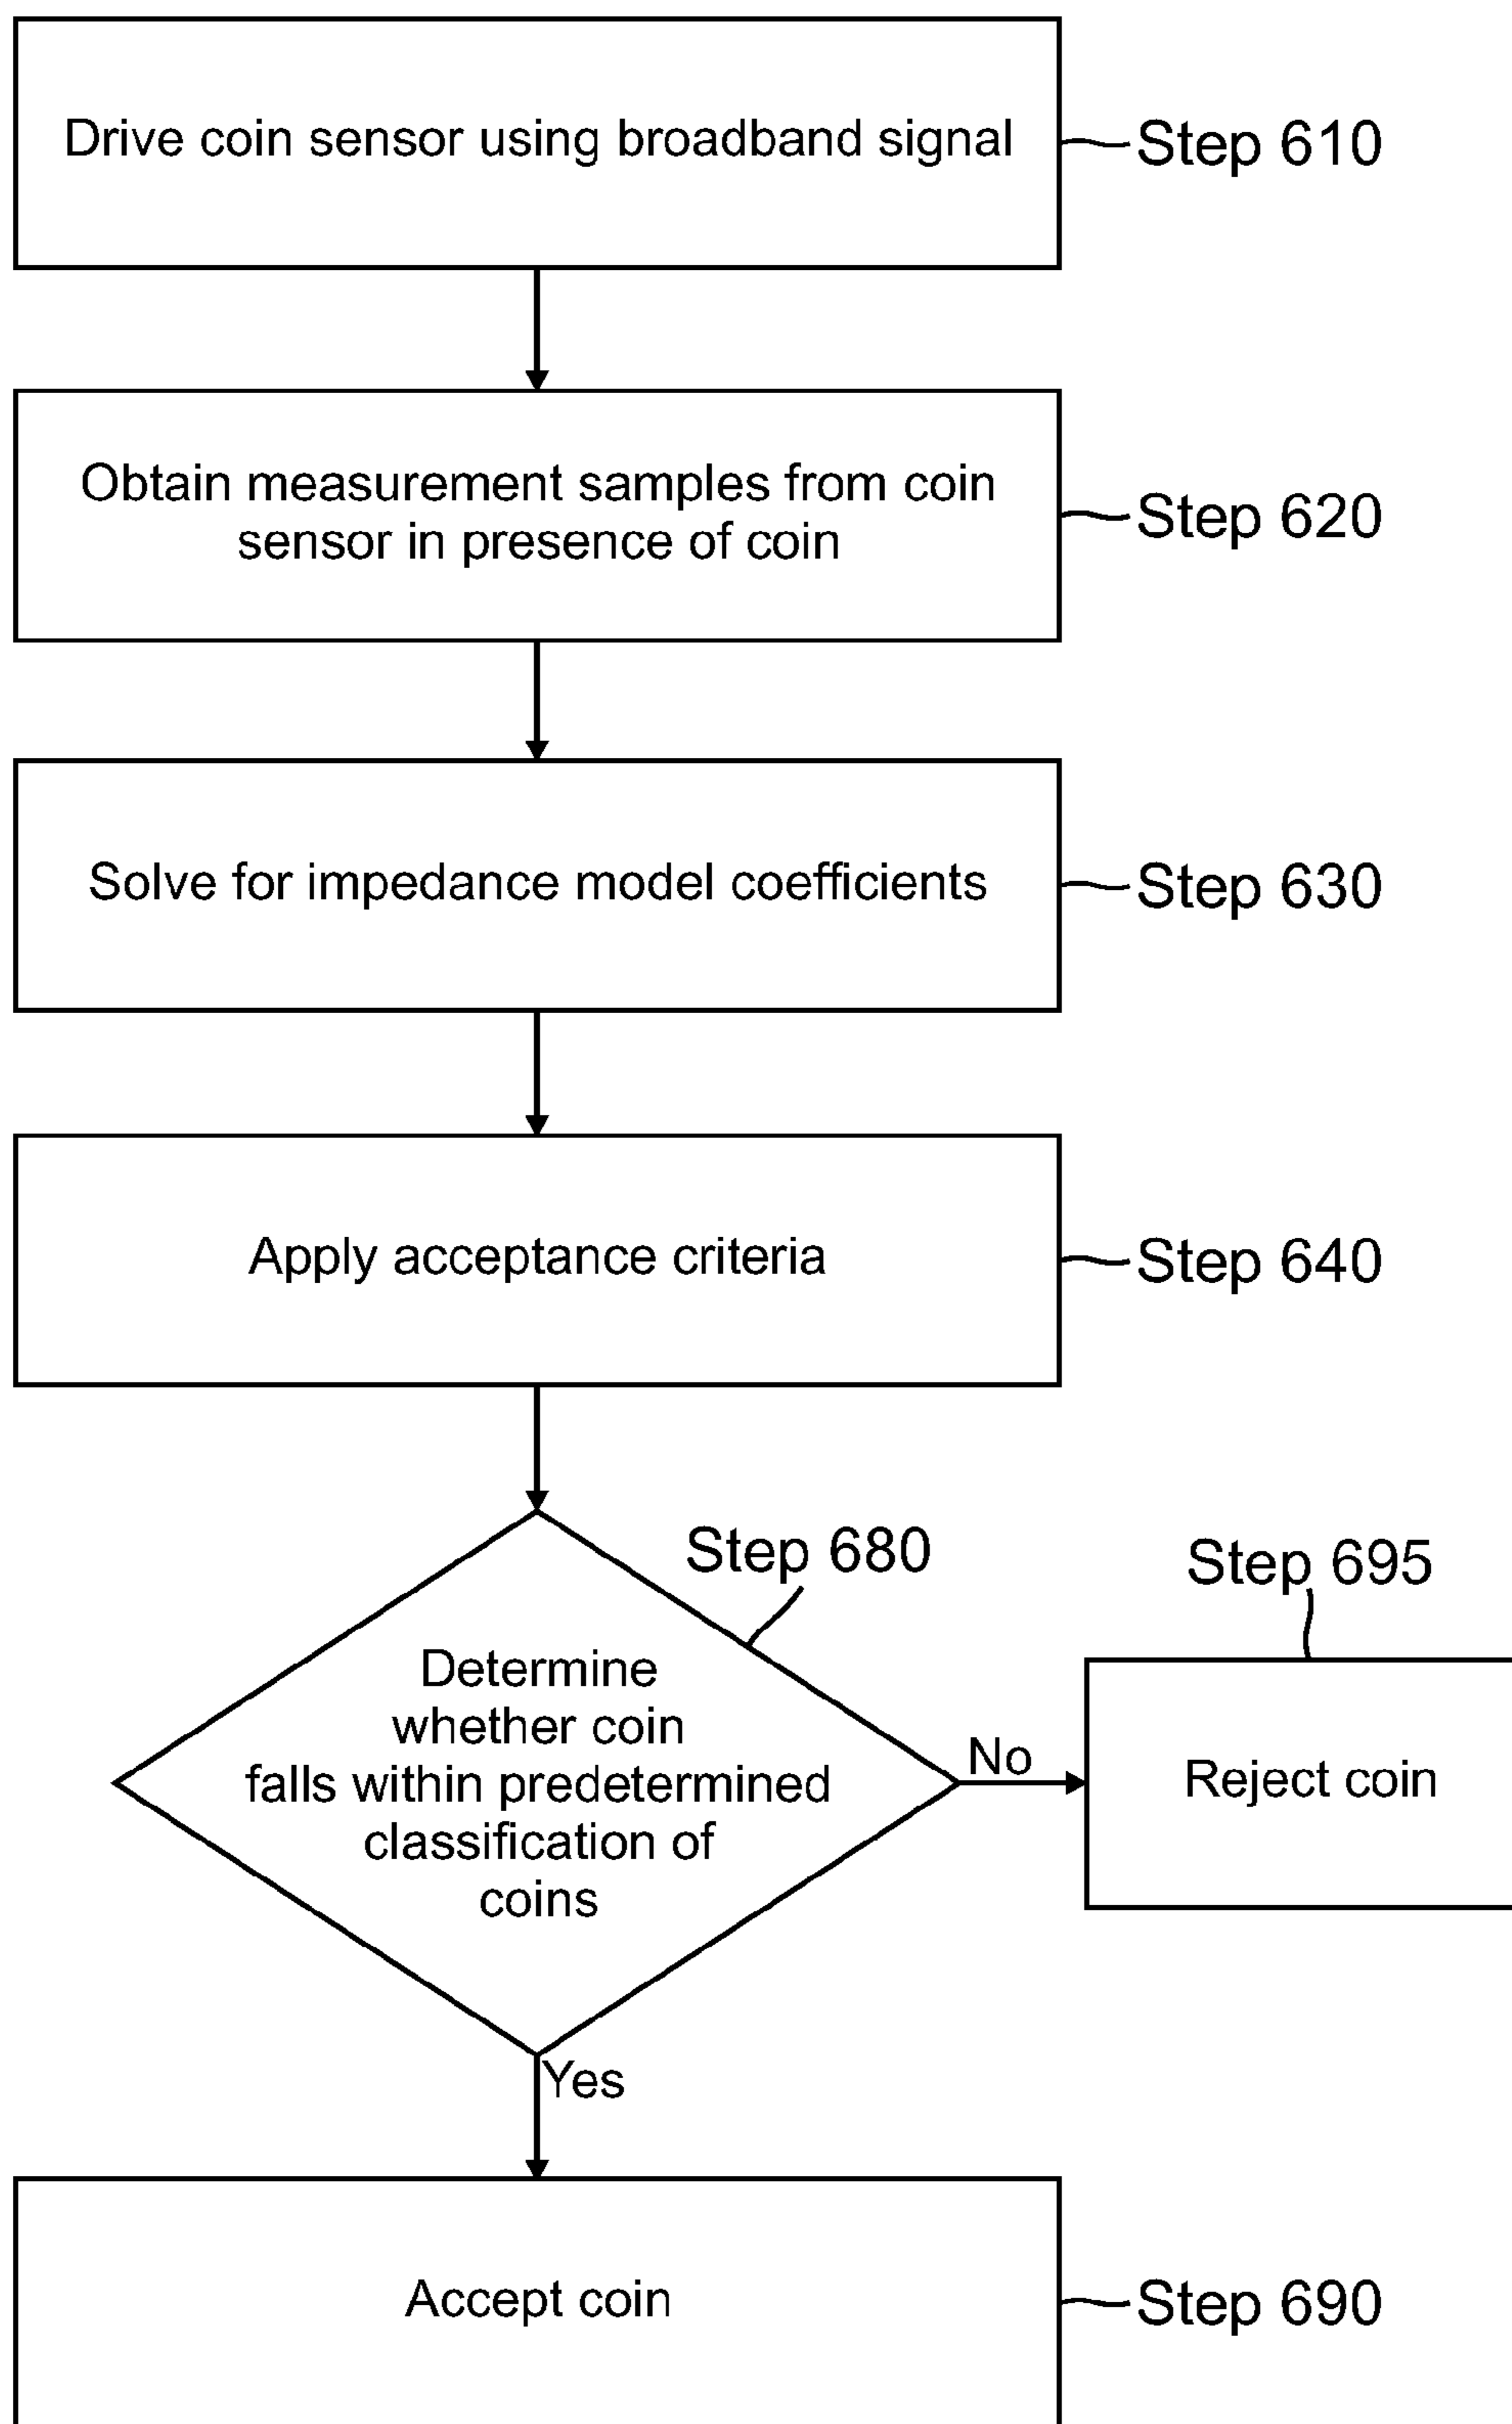 Drive coin sensor using broadband signal
Step 610
Obtain measurement samples from coin
sensor in presence of coin
Step 620
Solve for impedance model coefficients
Step 630
Apply acceptance criteria
Step 640
Step 680
Determine
whether coin
falls within predetermined
classification of
coins
No
Step 695
Reject coin
Yes
Accept coin
Step 690